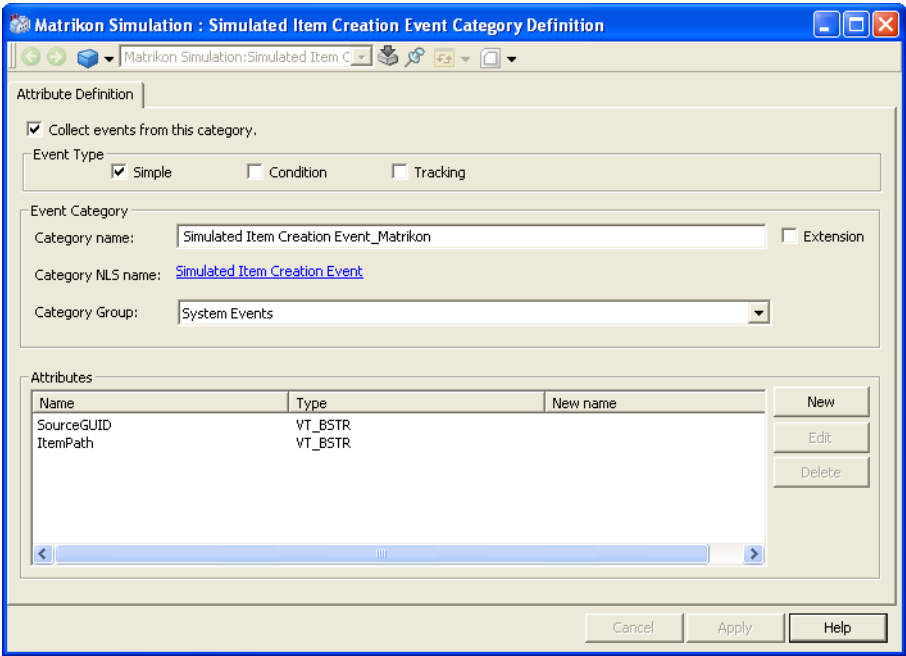 Matrikon Simulation : Simulated Item Creation Event Category Definition
Matrikon Simulation:Simulated Item C
Attribute Definition
Collect events from this category.
Event Type
Simple Condition Tracking
Event Category
Category name: Simulated Item Creation Event_Matrikon Extension
Category NLS name: Simulated Item Creation Event
Category Group: System Events
Attributes
Name Type New name New
SourceGUID VT_BSTR
ItemPath VT_BSTR Edit
Delete
Cancel Apply Help